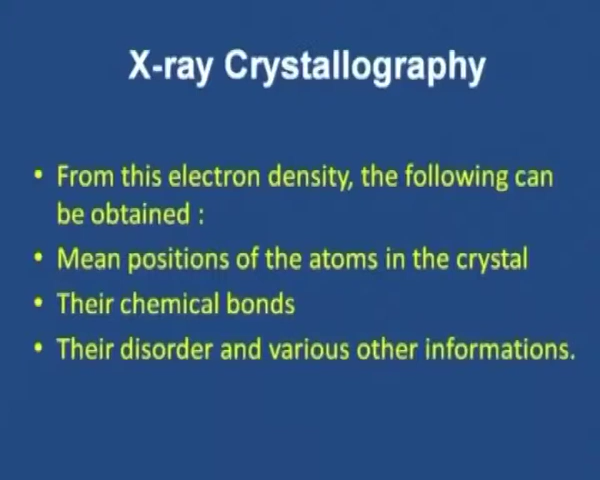 X-ray Crystallography
• From this electron density, the following can
be obtained :
• Mean positions of the atoms in the crystal
• Their chemical bonds
• Their disorder and various other informations.